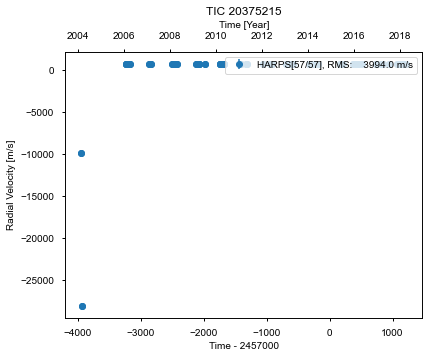 TIC 20375215
Time [Year]
2004 2006 2008 2010 2012 2014 2016 2018
HARPS[57/57], RMS: 3994.0 m/s
0
−5000
−10000
−15000
−20000
−25000
Radial Velocity [m/s]
−4000 −3000 −2000 −1000 0 1000
Time - 2457000